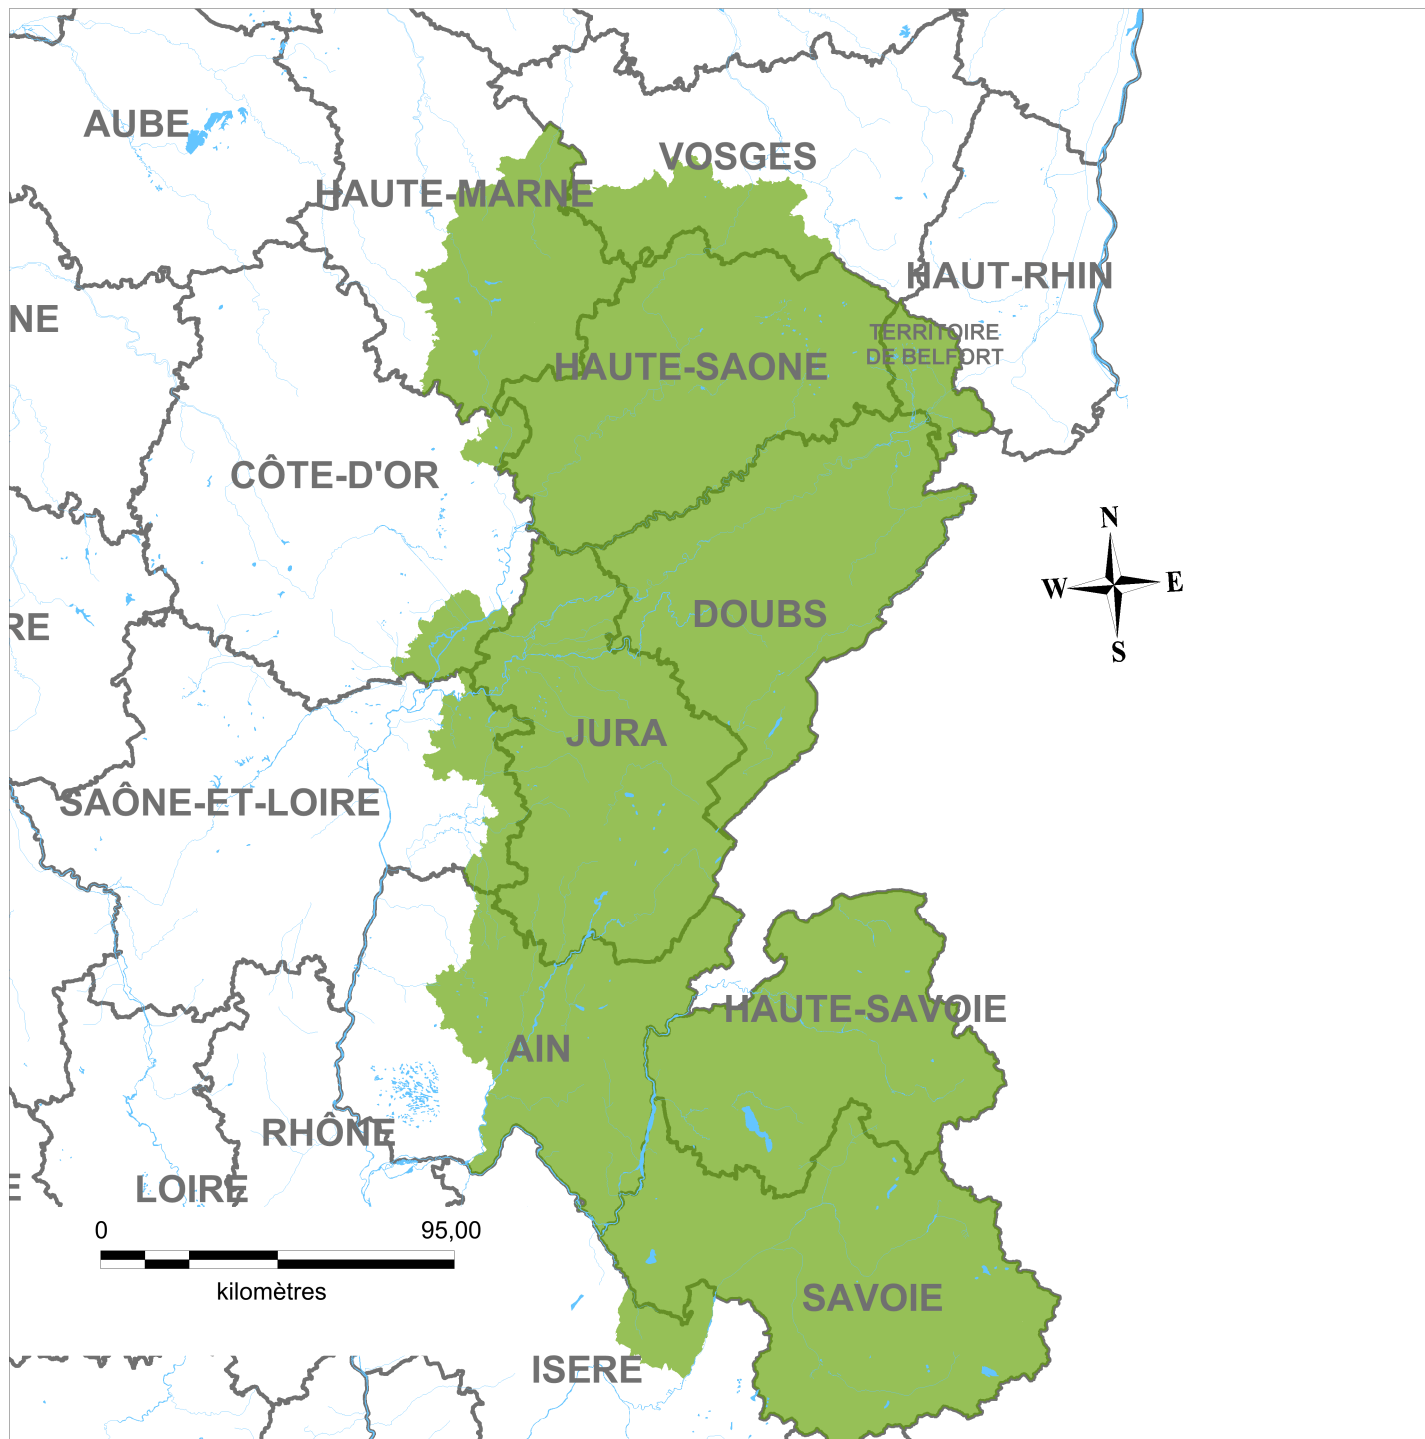 AUBE
VOSGES
HAUTE-MARNE
HAUT-RHIN
NE
TERRITOIRE
DE BELFORT
HAUTE-SAONE
CÔTE-D'OR
N
W
E
S
RE
DOUBS
JURA
SAÔNE-ET-LOIRE
HAUTE-SAVOIE
AIN
RHÔNE
E
LOIRE
0
95,00
kilomètres
SAVOIE
ISERE